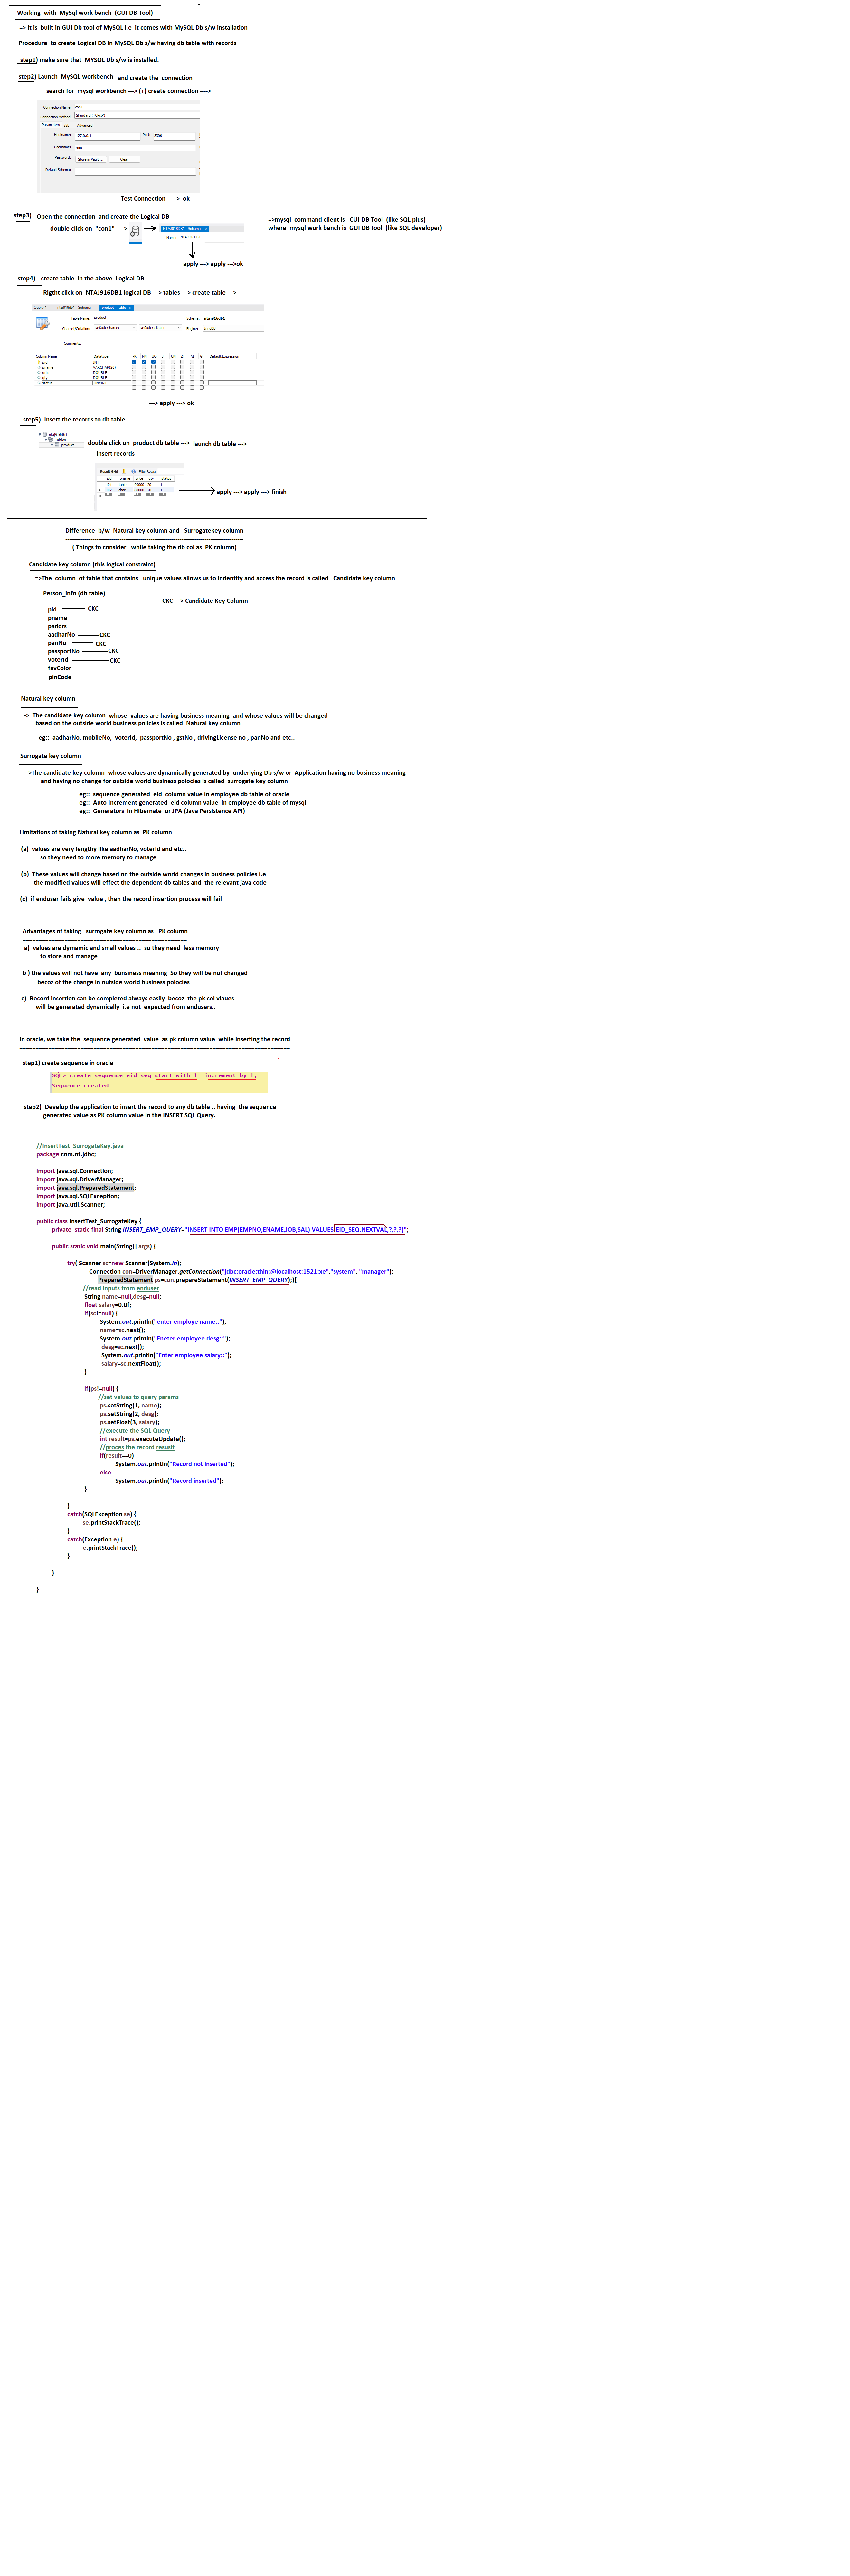 Working with MySql work bench (GUI DB Tool)
=> It is built-in GUI Db tool of MySQL i.e it comes with MySQL Db s/w installation
Procedure to create Logical DB in MySQL Db s/w having db table with records
=====================================================================
step1) make sure that MYSQL Db s/w is installed.
step2) Launch MySQL workbench and create the connection
search for mysql workbench ---> (+) create connection ---->
Connection Name: con1
Connection Method: Standard (TCP/IP)
Parameters SSL Advanced
Hostname: 127.0.0.1 Port: 3306
Username: root
Password: Store in Vault ... Clear
Default Schema:
Test Connection ----> ok
step3) Open the connection and create the Logical DB
double click on "con1" ---->
NTAJ916DB1 - Schema
Name: NTAJ916DB1
apply ---> apply --->ok
=>mysql command client is CUI DB Tool (like SQL plus)
where mysql work bench is GUI DB tool (like SQL developer)
step4) create table in the above Logical DB
Rigtht click on NTAJ916DB1 logical DB ---> tables ---> create table --->
Query 1 product - Table
Table Name: product Schema: ntaj916db1
Charset/Collation: Default Charset Default Collation Engine: InnoDB
Comments:
Column Name Datatype PK NN UQ B UN ZF AI G Default/Expression
pid INT
pname VARCHAR(20)
price DOUBLE
qty DOUBLE
status
---> apply ---> ok
step5) Insert the records to db table
ntaj916db1
Tables
product
double click on product db table ---> launch db table --->
insert records
Result Grid Filter Rows:
pid pname price qty status
101 table 90000 20 1
102 chair 80000 20 1
apply ---> apply ---> finish
Difference b/w Natural key column and Surrogatekey column
------------------------------------------------------------------------------------
( Things to consider while taking the db col as PK column)
Candidate key column (this logical constraint)
=>The column of table that contains unique values allows us to indentity and access the record is called Candidate key column
Person_Info (db table)
-------------------------
CKC ---> Candidate Key Column
pid CKC
pname
paddrs
aadharNo CKC
panNo CKC
passportNo CKC
voterId CKC
favColor
pinCode
Natural key column
-> The candidate key column whose values are having business meaning and whose values will be changed
based on the outside world business policies is called Natural key column
eg:: aadharNo, mobileNo, voterId, passportNo , gstNo , drivingLicense no , panNo and etc..
Surrogate key column
->The candidate key column whose values are dynamically generated by underlying Db s/w or Application having no business meaning
and having no change for outside world business polocies is called surrogate key column
eg:: sequence generated eid column value in employee db table of oracle
eg:: Auto Increment generated eid column value in employee db table of mysql
eg:: Generators in Hibernate or JPA (Java Persistence API)
Limitations of taking Natural key column as PK column
-------------------------------------------------------------------------
(a) values are very lengthy like aadharNo, voterId and etc..
so they need to more memory to manage
(b) These values will change based on the outside world changes in business policies i.e
the modified values will effect the dependent db tables and the relevant java code
(c) if enduser fails give value , then the record insertion process will fail
Advantages of taking surrogate key column as PK column
===================================================
a) values are dymamic and small values .. so they need less memory
to store and manage
b ) the values will not have any bunsiness meaning So they will be not changed
becoz of the change in outside world business polocies
c) Record insertion can be completed always easily becoz the pk col vlaues
will be generated dynamically i.e not expected from endusers..
In oracle, we take the sequence generated value as pk column value while inserting the record
===================================================================================
step1) create sequence in oracle
SQL> create sequence eid_seq start with 1 increment by 1;
Sequence created.
step2) Develop the application to insert the record to any db table .. having the sequence
generated value as PK column value in the INSERT SQL Query.
//InsertTest_SurrogateKey.java
package com.nt.jdbc;
import java.sql.Connection;
import java.sql.DriverManager;
import java.sql.PreparedStatement;
import java.sql.SQLException;
import java.util.Scanner;
public class InsertTest_SurrogateKey {
private static final String INSERT_EMP_QUERY="INSERT INTO EMP(EMPNO,ENAME,JOB,SAL) VALUES(EID_SEQ.NEXTVAL,?,?,?)";
public static void main(String[] args) {
try( Scanner sc=new Scanner(System.in);
Connection con=DriverManager.getConnection("jdbc:oracle:thin:@localhost:1521:xe","system", "manager");
PreparedStatement ps=con.prepareStatement(INSERT_EMP_QUERY);){
//read inputs from enduser
String name=null,desg=null;
float salary=0.0f;
if(sc!=null) {
System.out.println("enter employe name::");
name=sc.next();
System.out.println("Eneter employee desg::");
desg=sc.next();
System.out.println("Enter employee salary::");
salary=sc.nextFloat();
}
if(ps!=null) {
//set values to query params
ps.setString(1, name);
ps.setString(2, desg);
ps.setFloat(3, salary);
//execute the SQL Query
int result=ps.executeUpdate();
//proces the record resuslt
if(result==0)
System.out.println("Record not inserted");
else
System.out.println("Record inserted");
}
}
catch(SQLException se) {
se.printStackTrace();
}
catch(Exception e) {
e.printStackTrace();
}
}
}